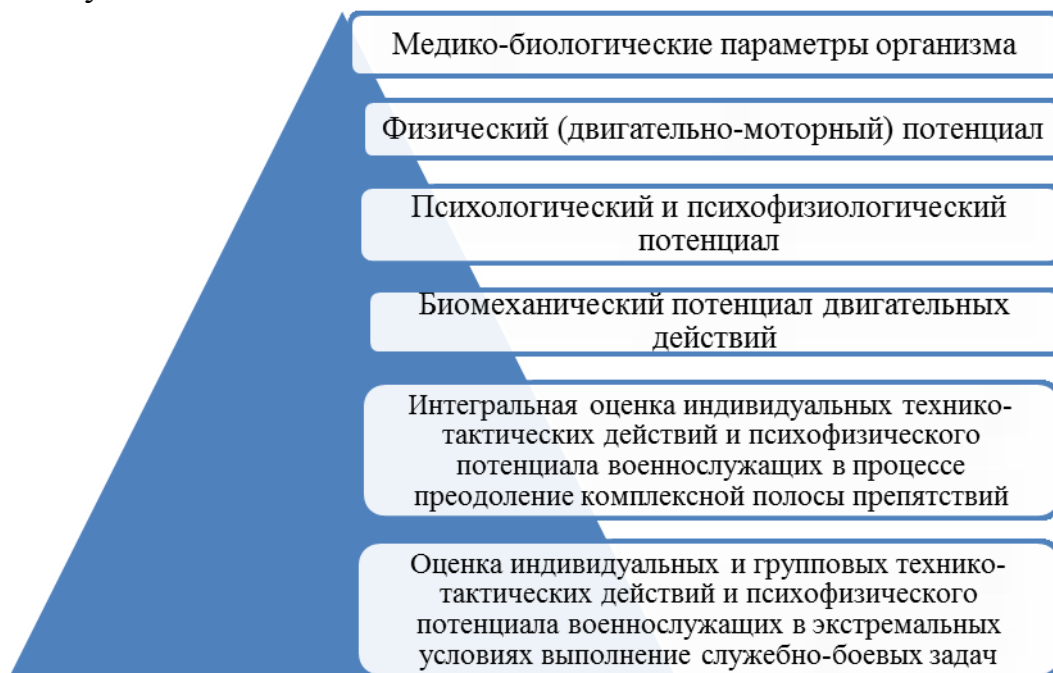 Медико-биологические параметры организма
Физический (двигательно-моторный) потенциал
Психологический и психофизиологический
потенциал
Биомеханический потенциал двигательных
действий
Интегральная оценка индивидуальных технико-
тактических действий и психофизического
потенциала военнослужащих в процессе
преодоление комплексной полосы препятствий
Оценка индивидуальных и групповых технико-
тактических действий и психофизического
потенциала военнослужащих в экстремальных
условиях выполнение служебно-боевых задач